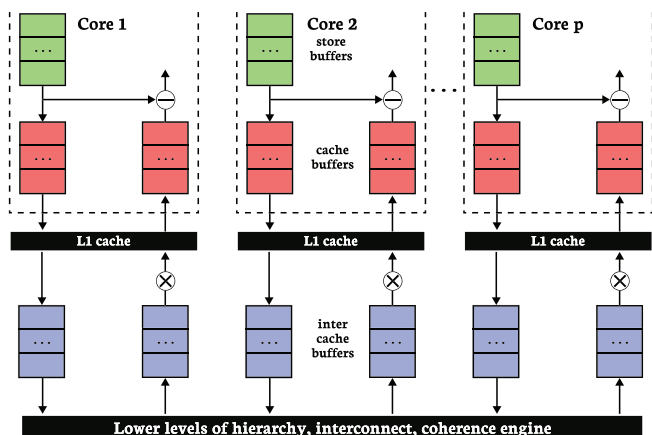 Core 1
Core 2
Core p
store
buffers
...
...
...
...
cache
buffers
...
...
...
...
...
...
L1 cache
L1 cache
L1 cache
inter
cache
buffers
...
...
...
...
...
...
Lower levels of hierarchy, interconnect, coherence engine